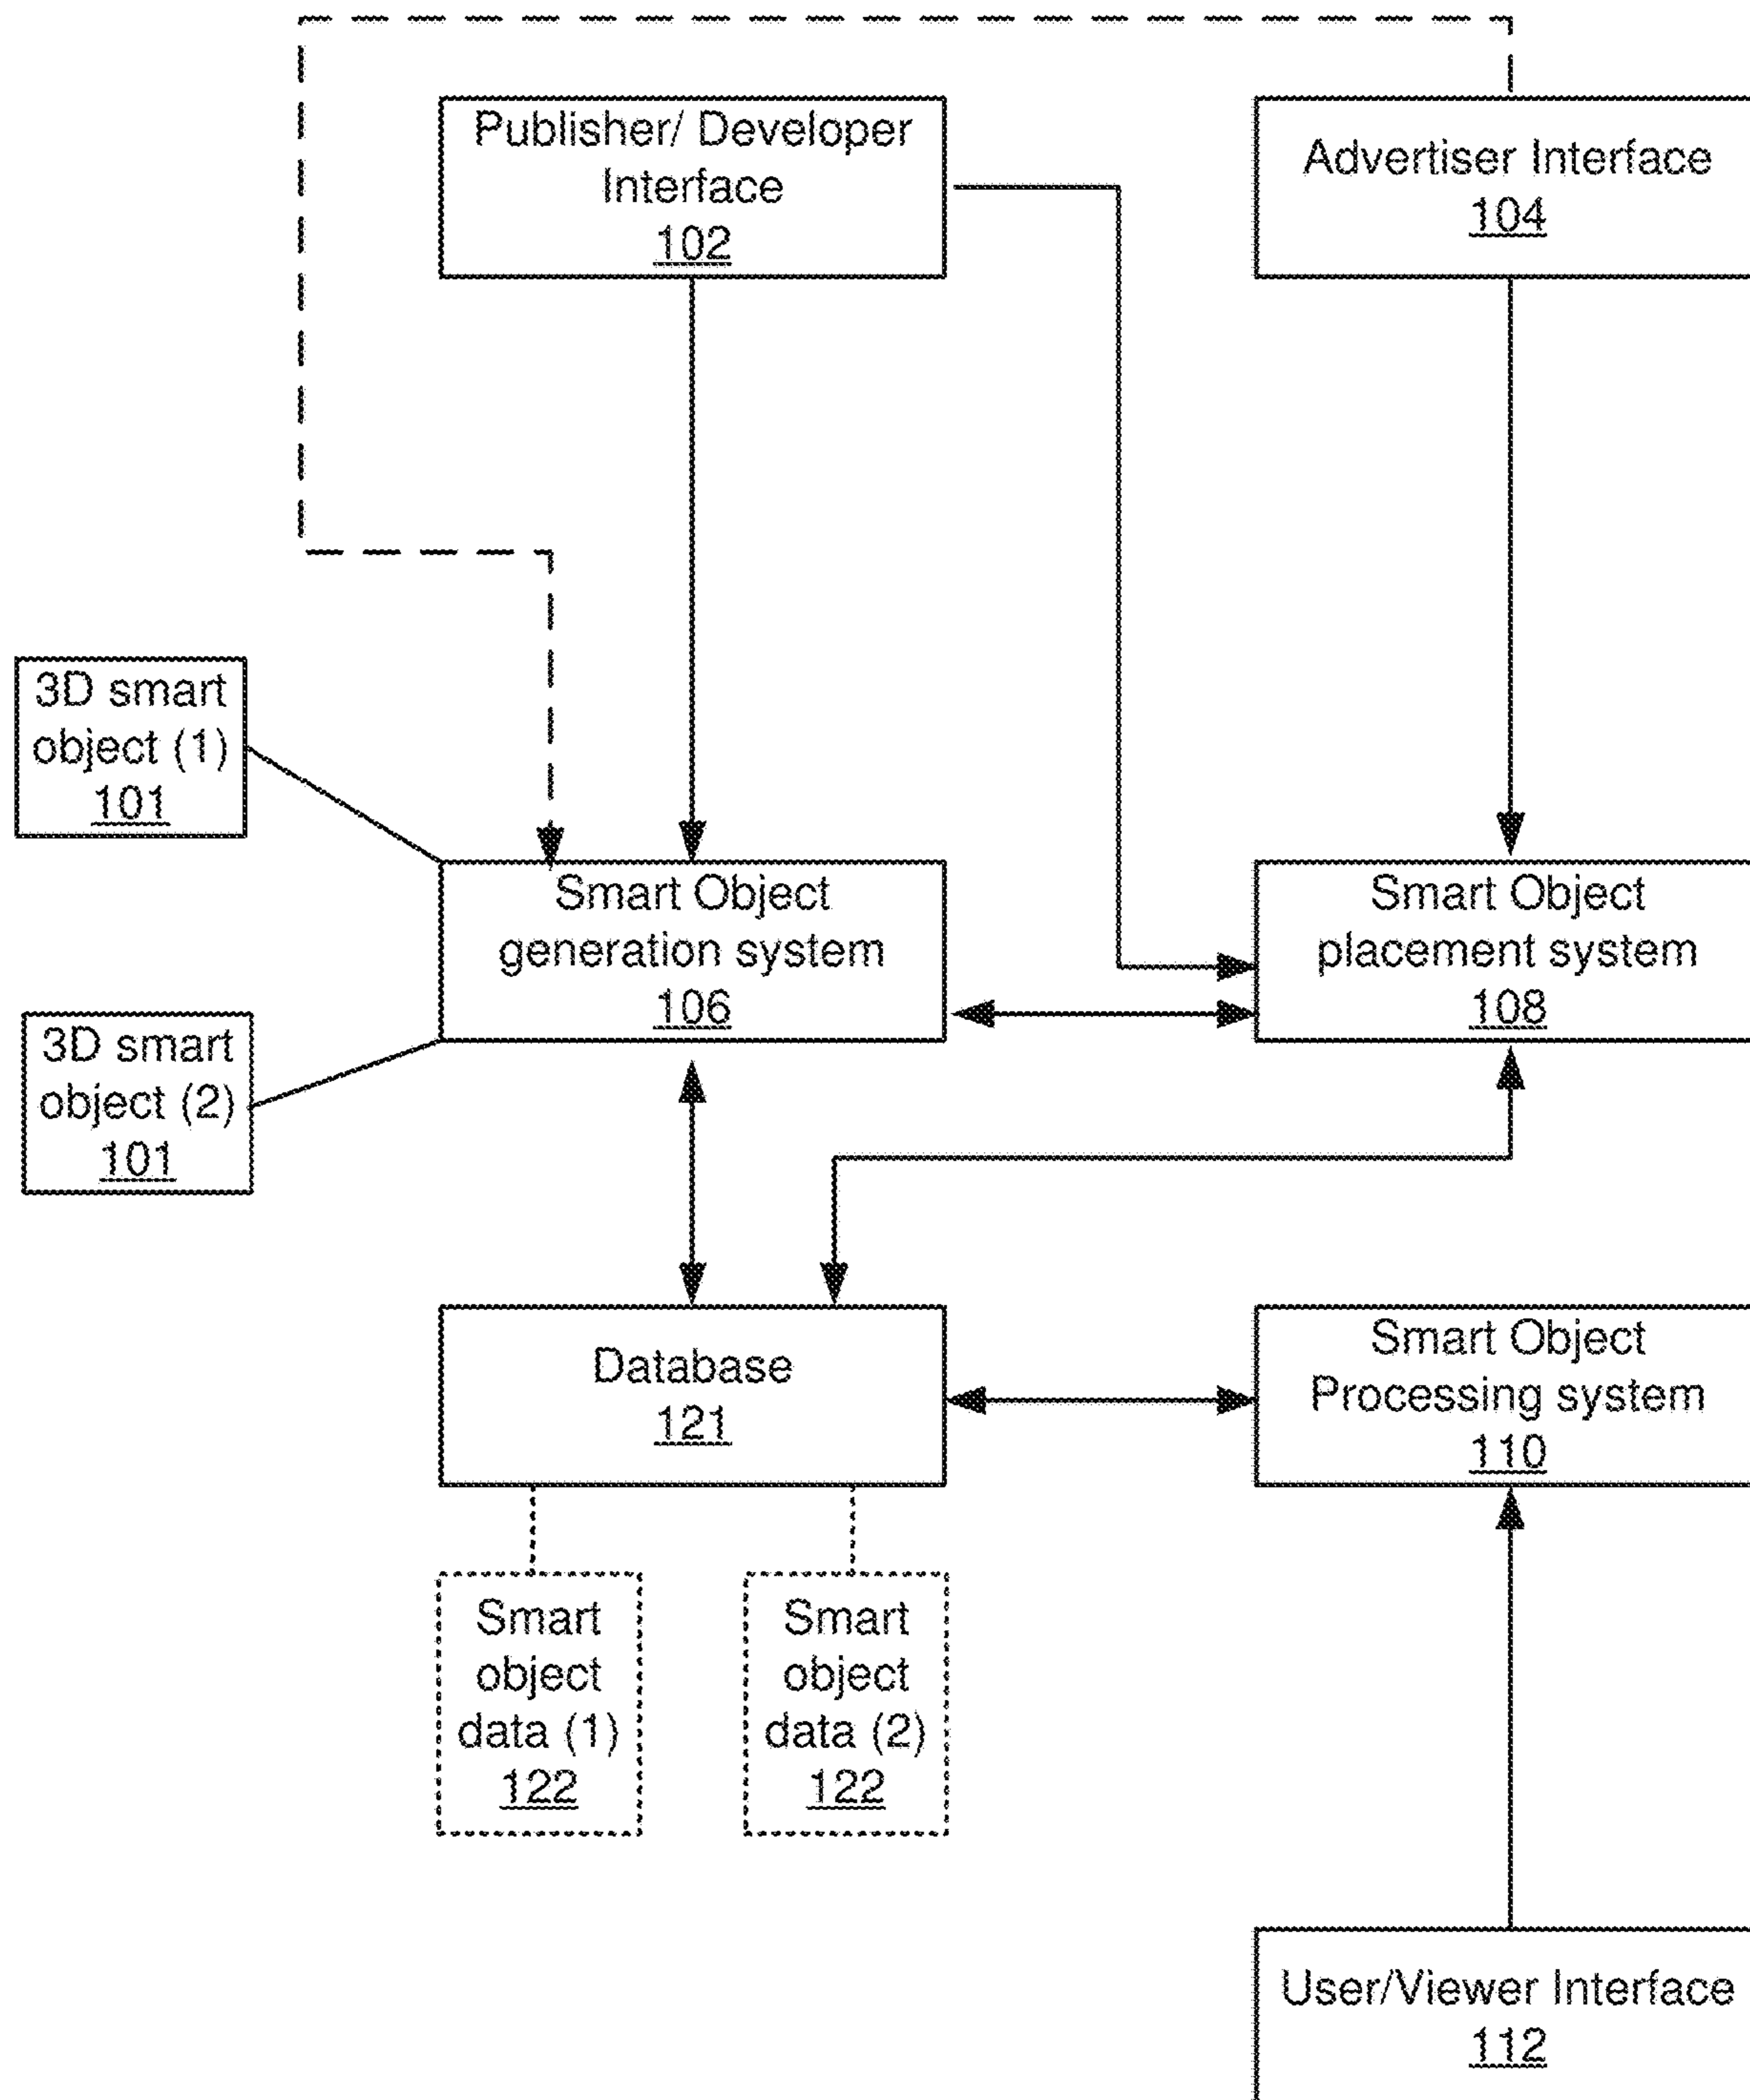 Publisher/ Developer
Interface
102
Advertiser Interface
104
3D smart
object (1)
101
Smart Object
generation system
106
Smart Object
placement system
108
3D smart
object (2)
101
Database
121
Smart Object
Processing system
110
Smart
object
data (1)
122
Smart
object
data (2)
122
User/Viewer Interface
112